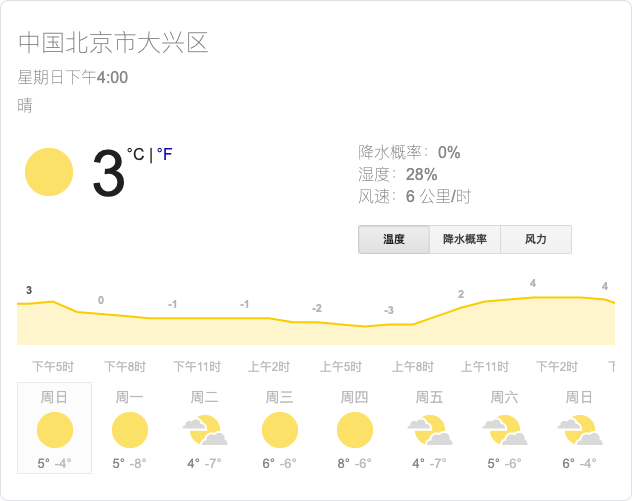 中国北京市大兴区
星期日下午4:00
晴
3 °C | °F
降水概率：0%
湿度：28%
风速：6 公里/时
温度 降水概率 风力
3 0 -1 -1 -2 -3 2 4 4
下午5时 下午8时 下午11时 上午2时 上午5时 上午8时 上午11时 下午2时 下
周日 周一 周二 周三 周四 周五 周六 周日
5° -4° 5° -8° 4° -7° 6° -6° 8° -6° 4° -7° 5° -6° 6° -4°